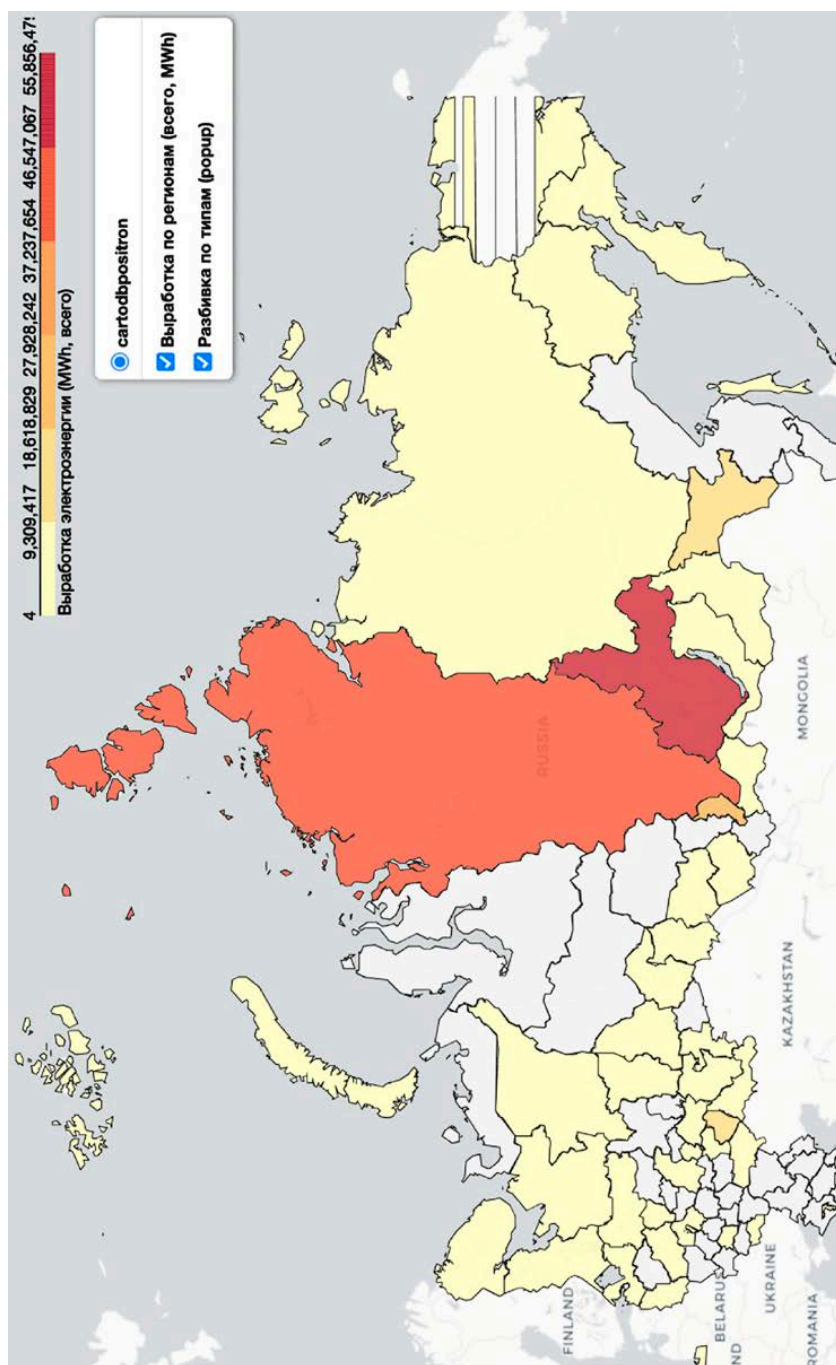 4 9,309,417 18,618,829 27,928,242 37,237,654 46,547,067 55,856,47
Выработка электроэнергии (MWh, всего)
cartodbpositron
Выработка по регионам (всего, MWh)
Разбивка по типам (popup)
RUSSIA
FINLAND
BELARUS
ND
UKRAINE
ROMANIA
KAZAKHSTAN
MONGOLIA